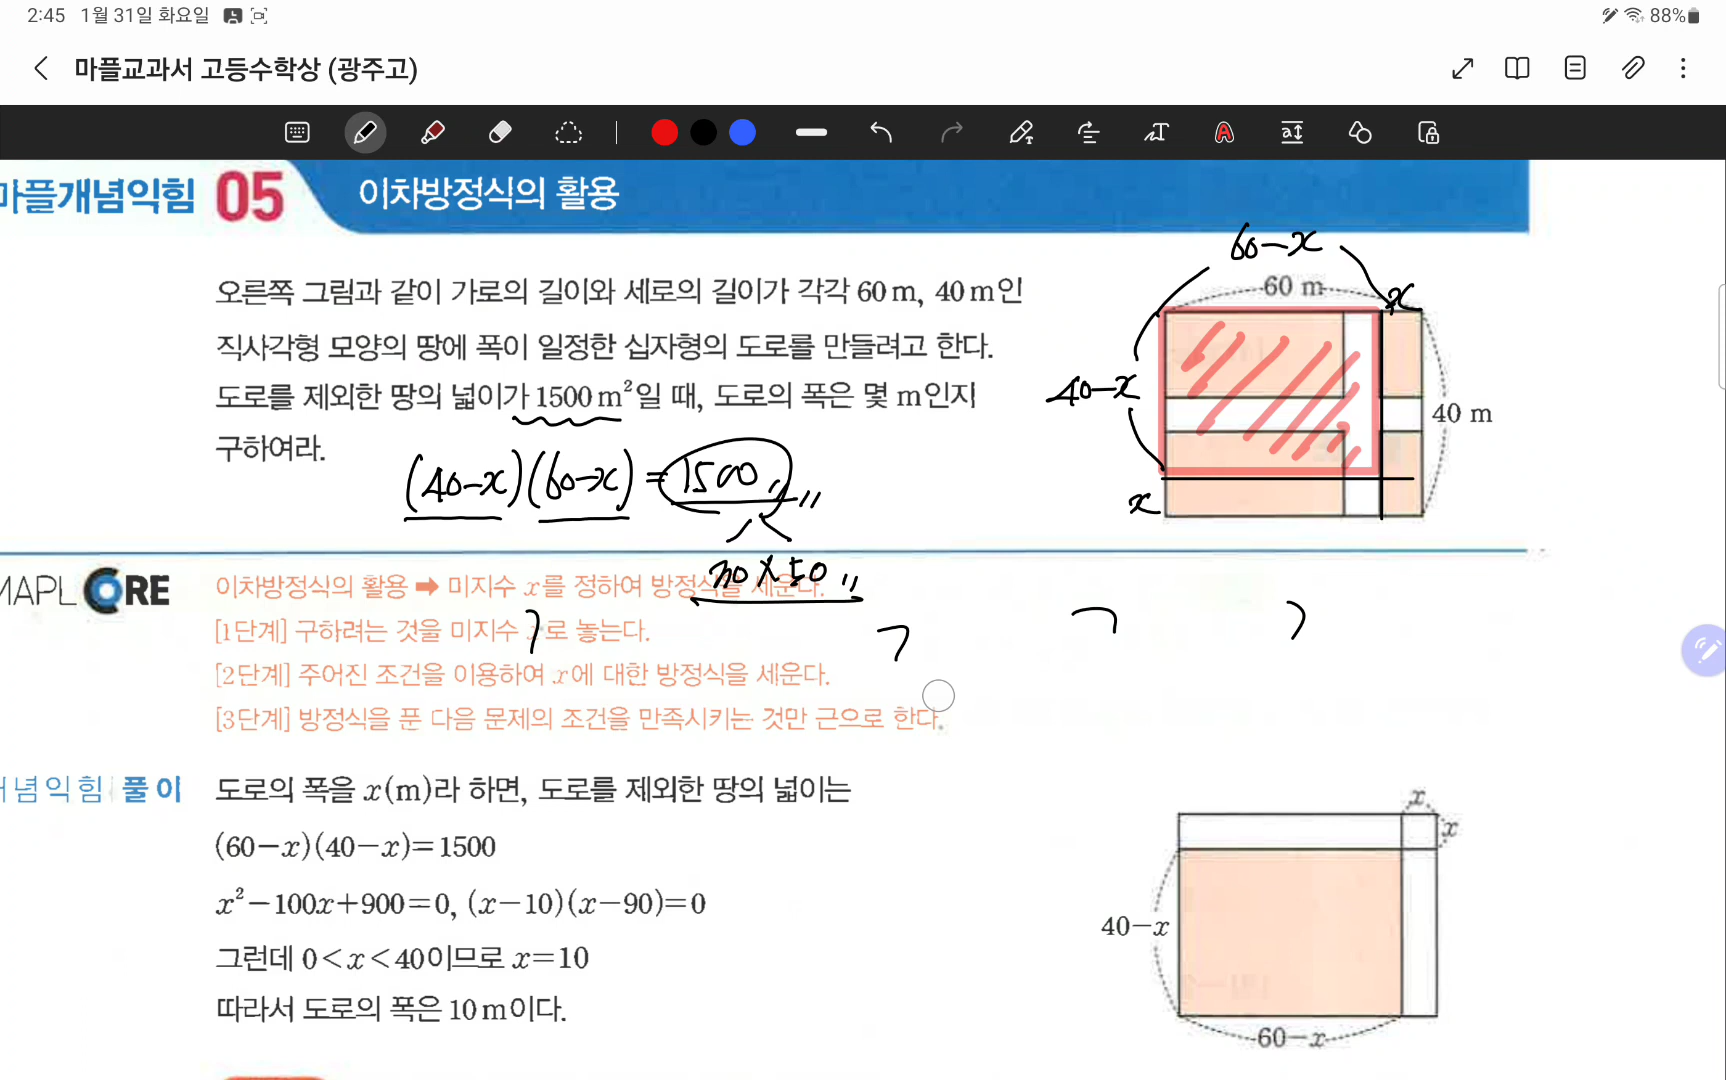 2:45 1월 31일 화요일
88%
마플교과서 고등수학상 (광주고)
마플개념익힘 05 이차방정식의 활용
60-x
60 m
x
오른쪽 그림과 같이 가로의 길이와 세로의 길이가 각각 60 m, 40 m인
직사각형 모양의 땅에 폭이 일정한 십자형의 도로를 만들려고 한다.
도로를 제외한 땅의 넓이가 1500 m²일 때, 도로의 폭은 몇 m인지
구하여라.
40-x
40 m
x
(40-x)(60-x)=1500
30×50
MAPL CORE
이차방정식의 활용 ➡ 미지수 x를 정하여 방정식을 세운다.
[1단계] 구하려는 것을 미지수 x로 놓는다.
[2단계] 주어진 조건을 이용하여 x에 대한 방정식을 세운다.
[3단계] 방정식을 푼 다음 문제의 조건을 만족시키는 것만 근으로 한다.
개념익힘 풀이
도로의 폭을 x(m)라 하면, 도로를 제외한 땅의 넓이는
(60-x)(40-x)=1500
x²-100x+900=0, (x-10)(x-90)=0
그런데 0<x<40이므로 x=10
따라서 도로의 폭은 10 m이다.
x
x
40-x
60-x